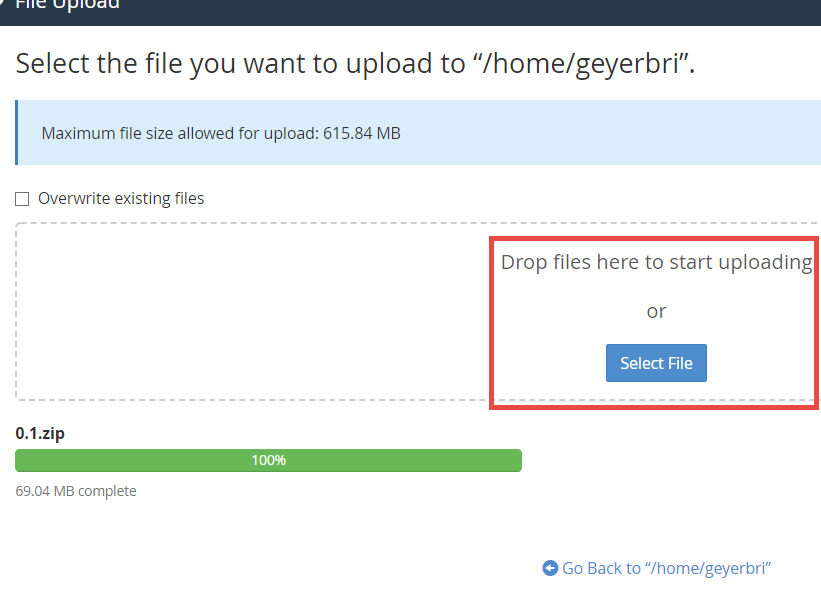 File Upload
Select the file you want to upload to “/home/geyerbri”.
Maximum file size allowed for upload: 615.84 MB
Overwrite existing files
Drop files here to start uploading
or
Select File
0.1.zip
100%
69.04 MB complete
Go Back to “/home/geyerbri”